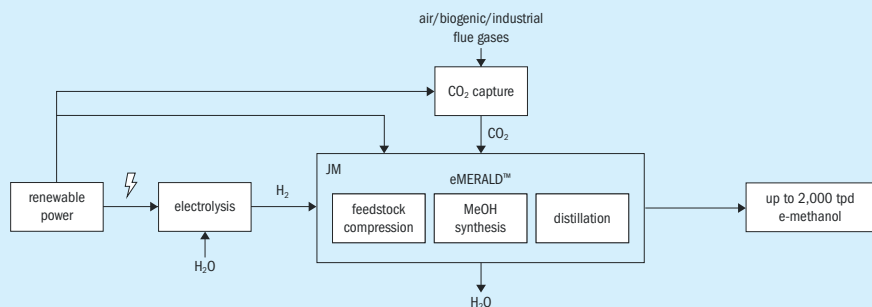 air/biogenic/industrial
flue gases
CO₂ capture
CO₂
JM
eMERALD™
renewable
power
electrolysis
H₂
feedstock
compression
MeOH
synthesis
distillation
up to 2,000 tpd
e-methanol
H₂O
H₂O